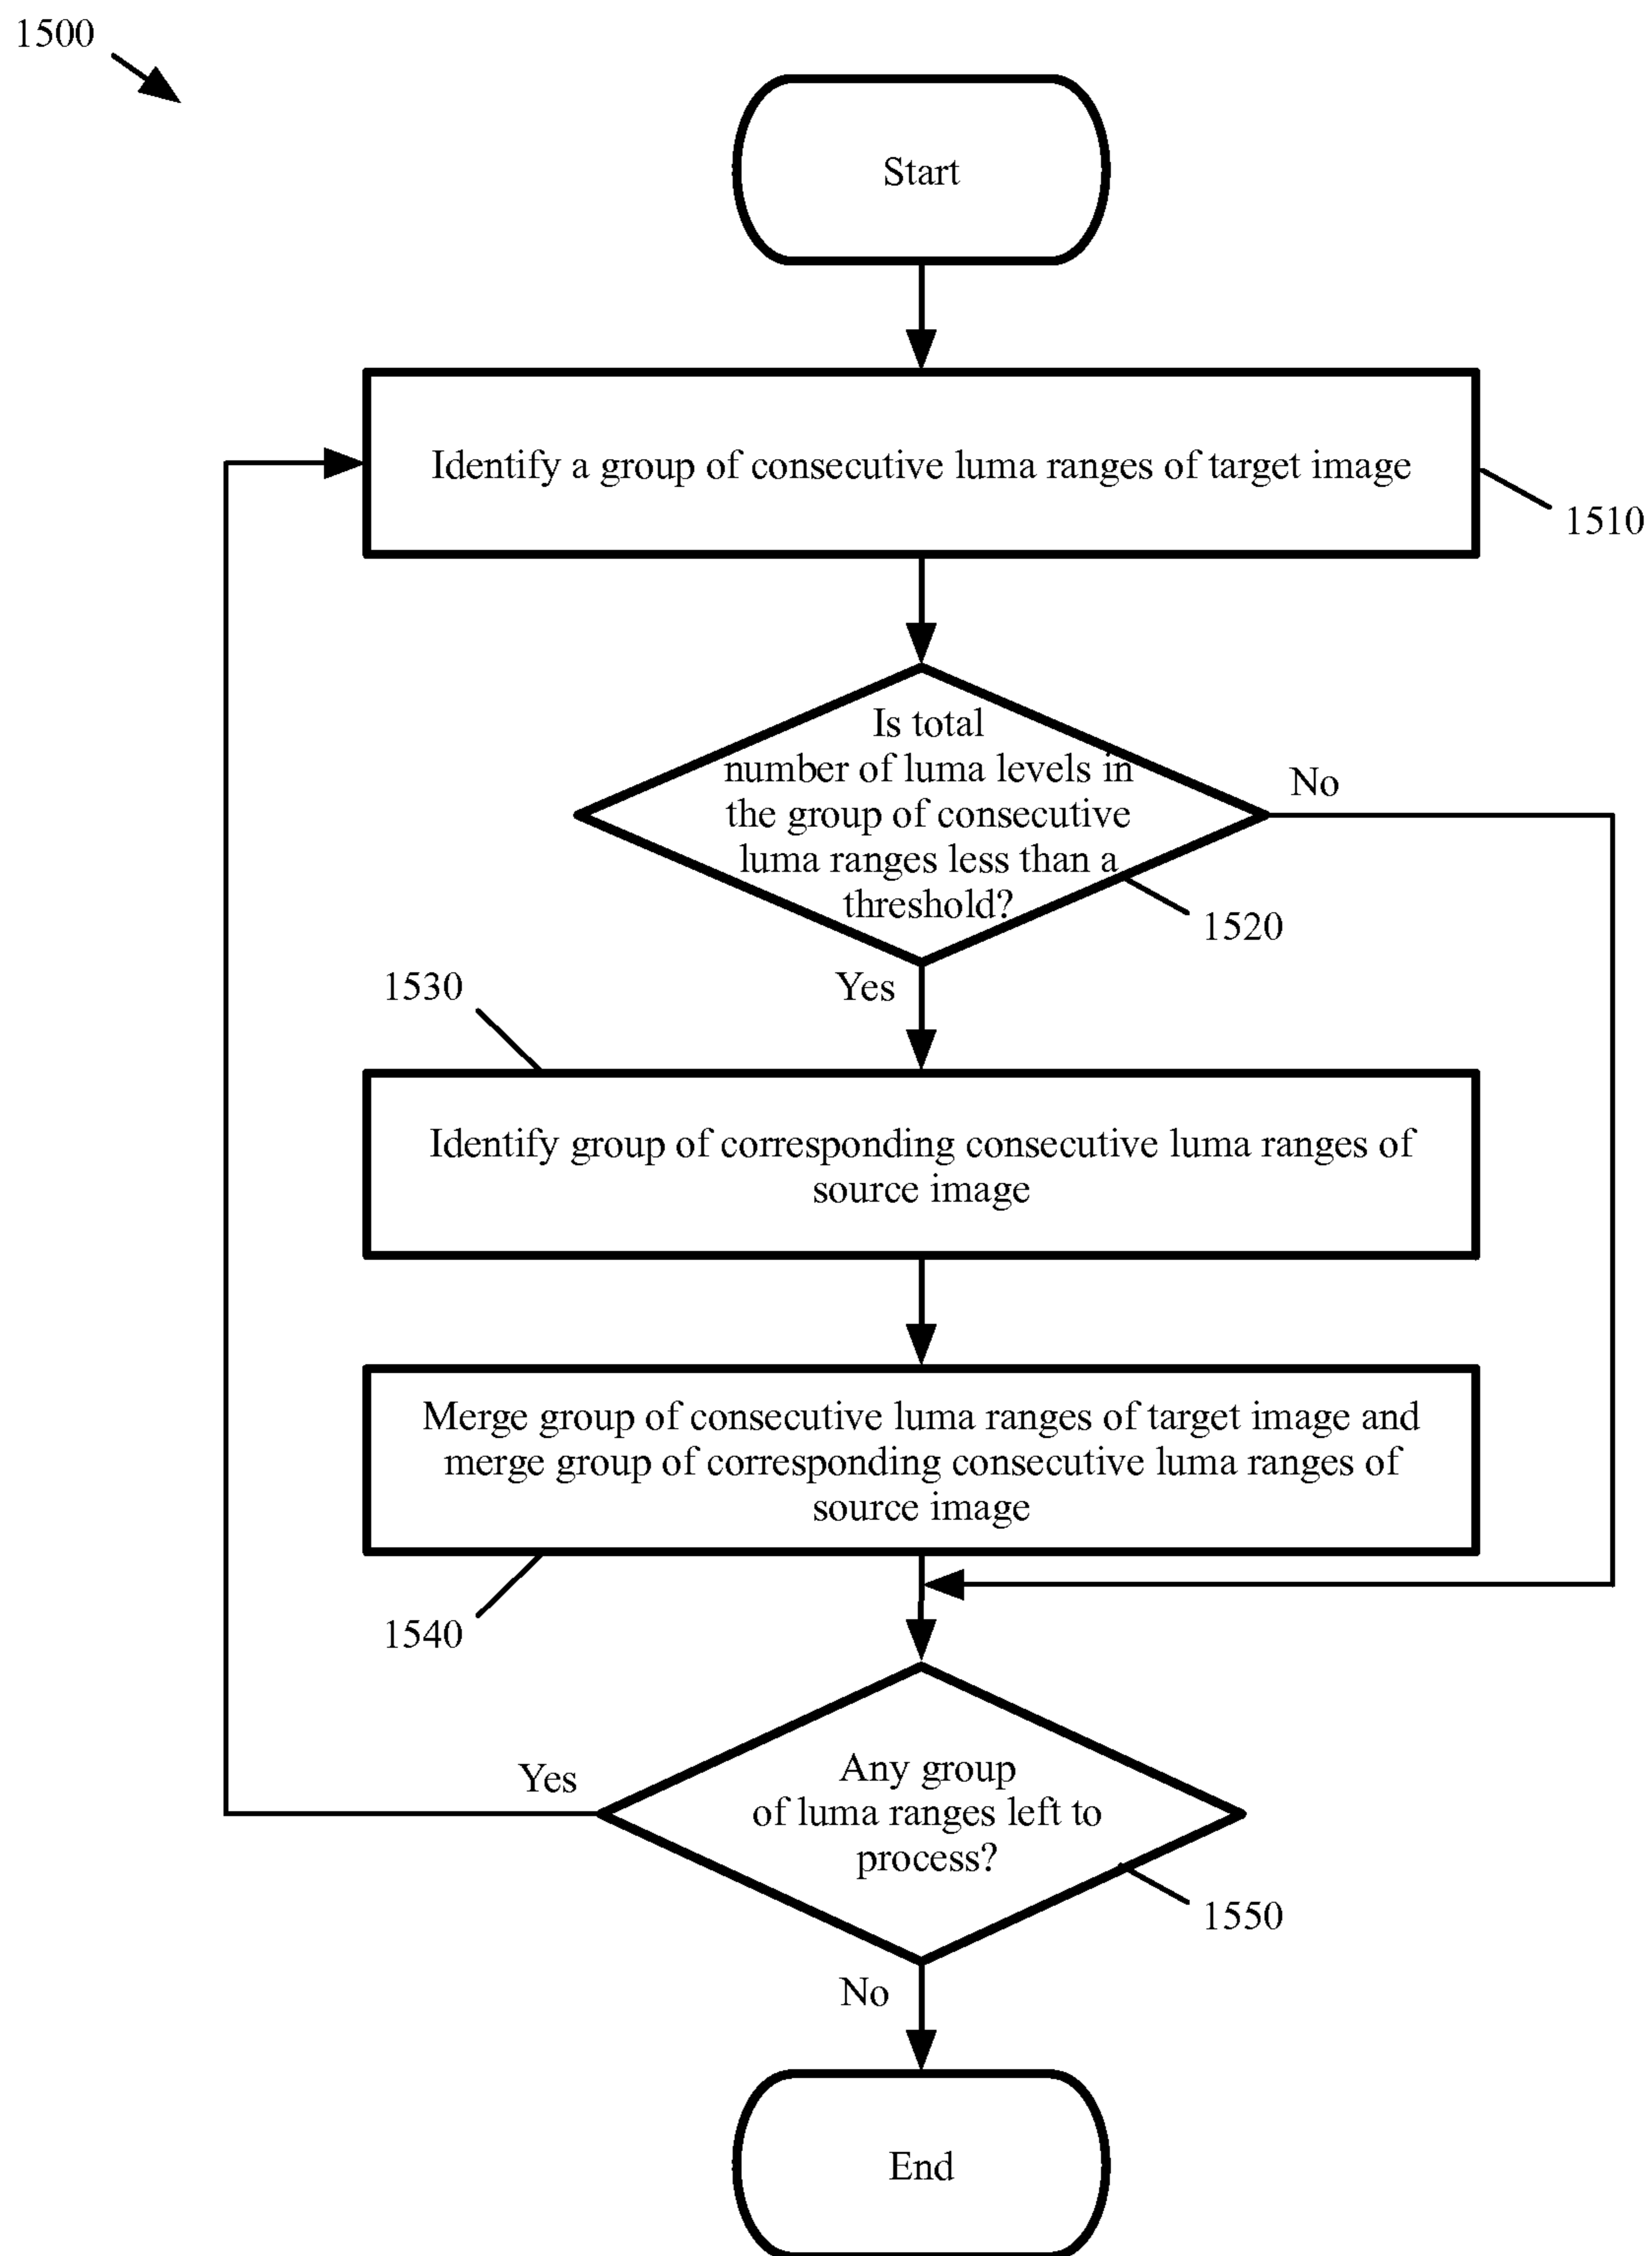 1500
Start
Identify a group of consecutive luma ranges of target image
1510
Is total
number of luma levels in
the group of consecutive
luma ranges less than a
threshold?
No
1520
Yes
1530
Identify group of corresponding consecutive luma ranges of
source image
Merge group of consecutive luma ranges of target image and
merge group of corresponding consecutive luma ranges of
source image
1540
Yes
Any group
of luma ranges left to
process?
1550
No
End